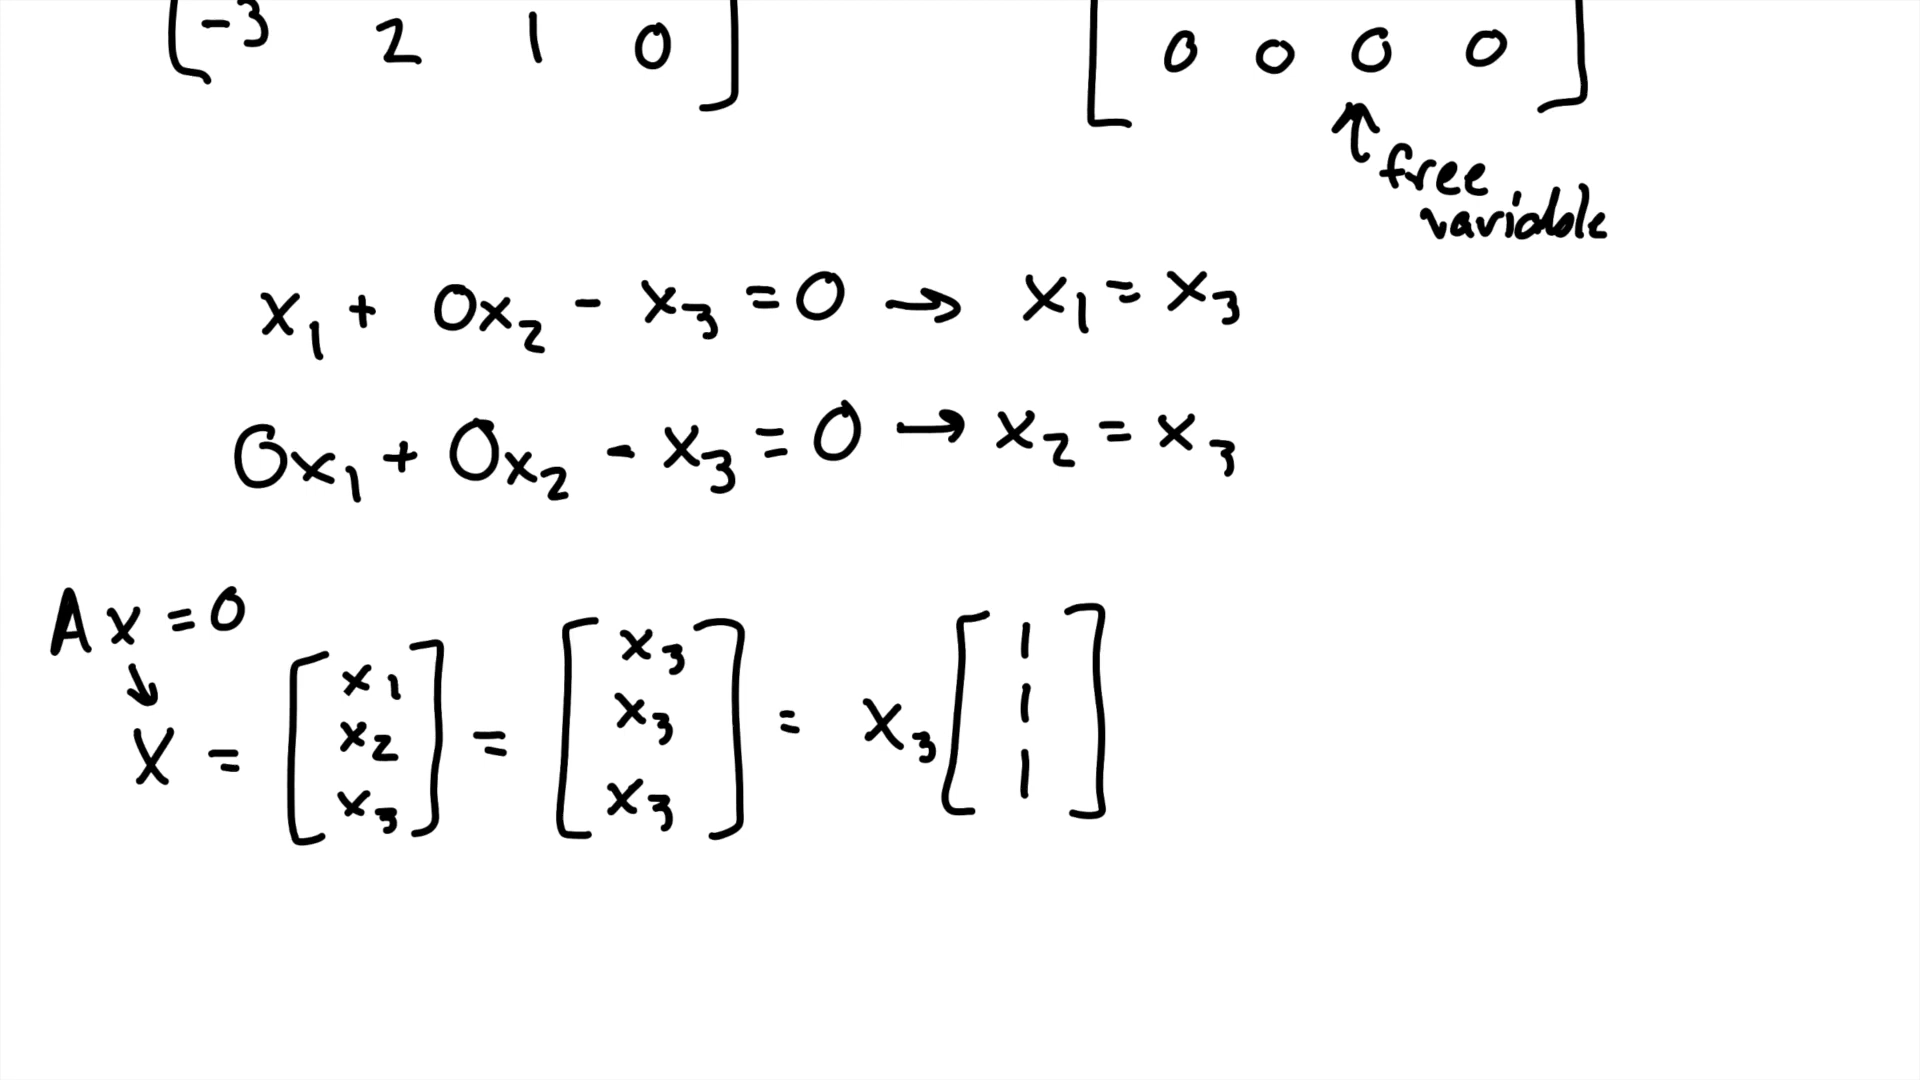 [-3 2 1 0]
[0 0 0 0]
↑ free
variable
x₁ + 0x₂ - x₃ = 0 → x₁ = x₃
0x₁ + 0x₂ - x₃ = 0 → x₂ = x₃
Ax = 0
↓
X = [x₁ x₂ x₃] = [x₃ x₃ x₃] = x₃ [1 1 1]